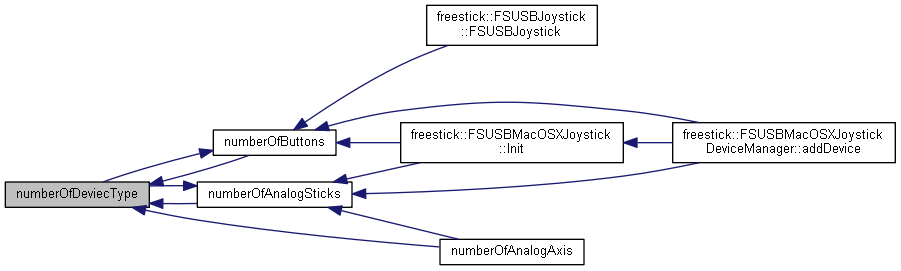 freestick::FSUSBJoystick
::FSUSBJoystick
numberOfButtons
freestick::FSUSBMacOSXJoystick
::Init
freestick::FSUSBMacOSXJoystick
DeviceManager::addDevice
numberOfDeviecType
numberOfAnalogSticks
numberOfAnalogAxis